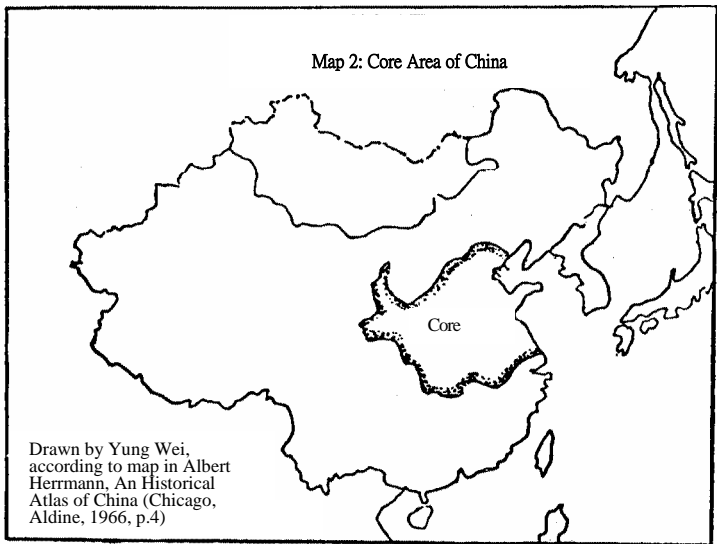 Map 2: Core Area of China
Core
Drawn by Yung Wei,
according to map in Albert
Herrmann, An Historical
Atlas of China (Chicago,
Aldine, 1966, p.4)